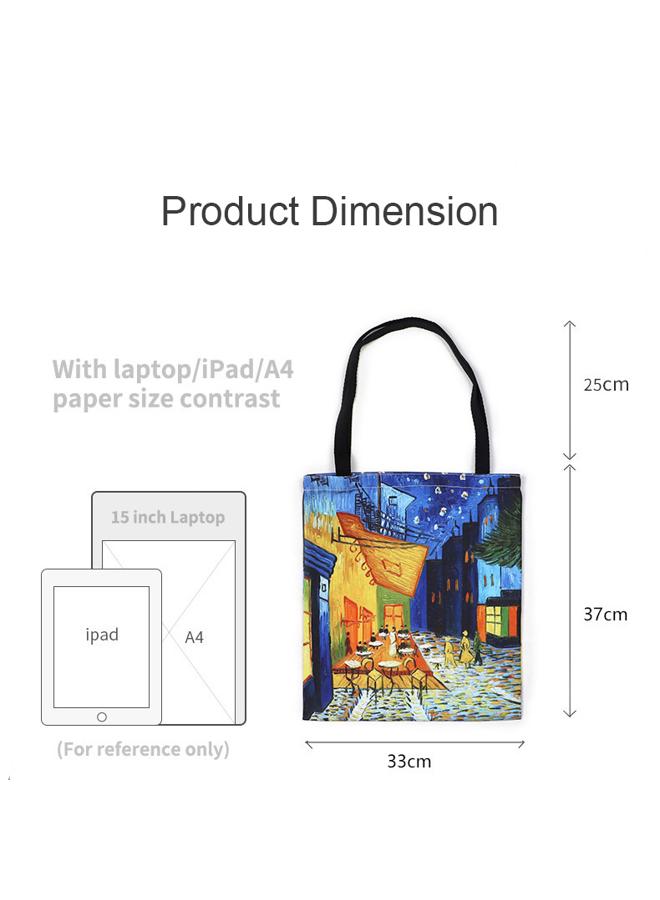 Product Dimension
With laptop/iPad/A4
paper size contrast
25cm
15 inch Laptop
ipad
A4
37cm
(For reference only)
33cm